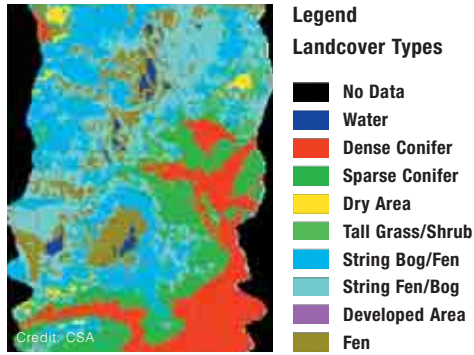 Legend
Landcover Types
No Data
Water
Dense Conifer
Sparse Conifer
Dry Area
Tall Grass/Shrub
String Bog/Fen
String Fen/Bog
Developed Area
Fen
Credit: CSA